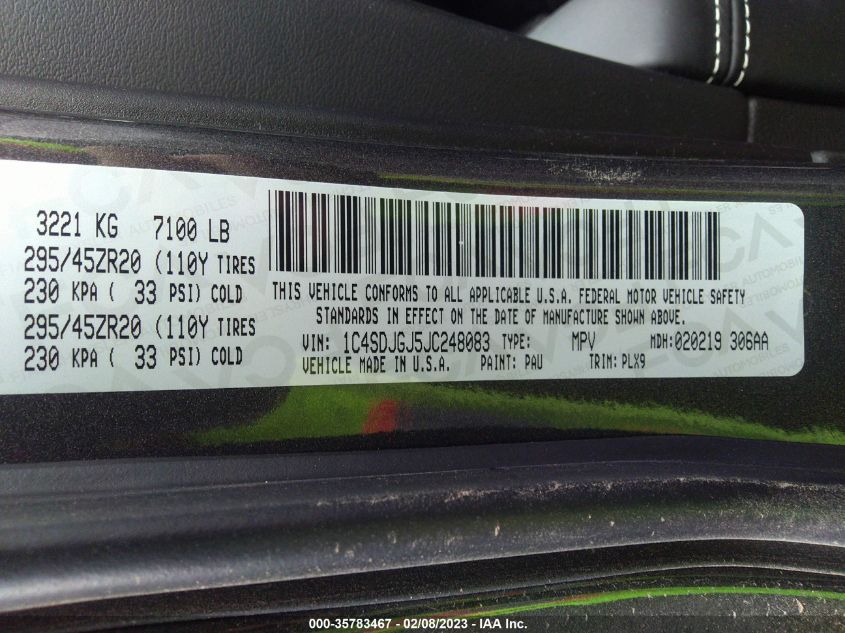 3221 KG 7100 LB
295/45ZR20 (110Y TIRES
230 KPA ( 33 PSI) COLD
295/45ZR20 (110Y TIRES
230 KPA ( 33 PSI) COLD
THIS VEHICLE CONFORMS TO ALL APPLICABLE U.S.A. FEDERAL MOTOR VEHICLE SAFETY
STANDARDS IN EFFECT ON THE DATE OF MANUFACTURE SHOWN ABOVE.
VIN: 1C4SDJGJ5JC248083 TYPE: MPV MDH:020219 306AA
VEHICLE MADE IN U.S.A. PAINT: PAU TRIM: PLX9
000-35783467 - 02/08/2023 - © IAA Inc.